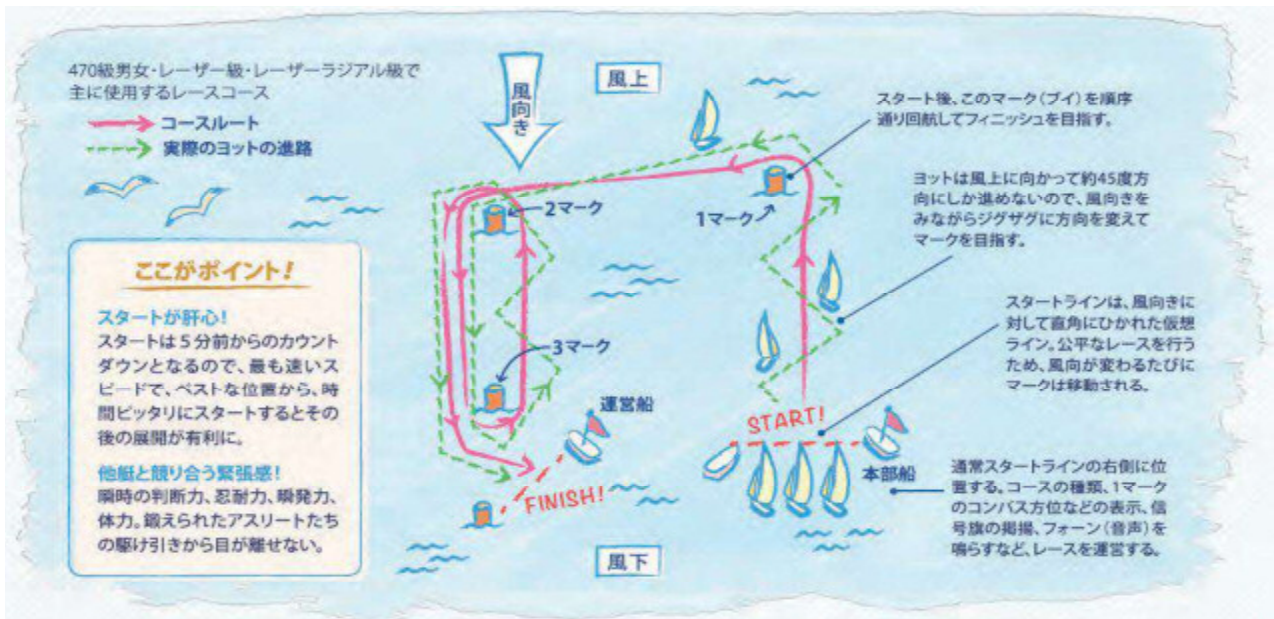 470級男女・レーザー級・レーザーラジアル級で
主に使用するレースコース
コースルート
実際のヨットの進路
風向き
風上
スタート後、このマーク（ブイ）を順序
通り回航してフィニッシュを目指す。
ヨットは風上に向かって約45度方
向にしか進めないので、風向きを
みながらジグザグに方向を変えて
マークを目指す。
1マーク
2マーク
3マーク
スタートラインは、風向きに
対して直角にひかれた仮想
ライン。公平なレースを行う
ため、風向が変わるたびに
マークは移動される。
運営船
START!
本部船
FINISH!
通常スタートラインの右側に位
置する。コースの種類、1マーク
のコンパス方位などの表示、信
号旗の掲揚、フォーン（音声）を
鳴らすなど、レースを運営する。
風下
ここがポイント！
スタートが肝心！
スタートは5分前からのカウント
ダウンとなるので、最も速いス
ピードで、ベストな位置から、時
間ピッタリにスタートするとその
後の展開が有利に。
他艇と競り合う緊張感！
瞬時の判断力、忍耐力、瞬発力、
体力。鍛えられたアスリートたち
の駆け引きから目が離せない。